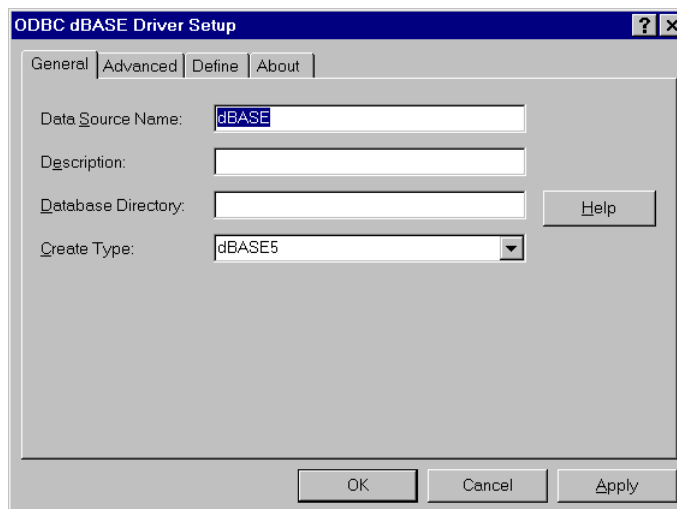 ODBC dBASE Driver Setup
General Advanced Define About
Data Source Name: dBASE
Description:
Database Directory:
Help
Create Type: dBASE5
OK Cancel Apply